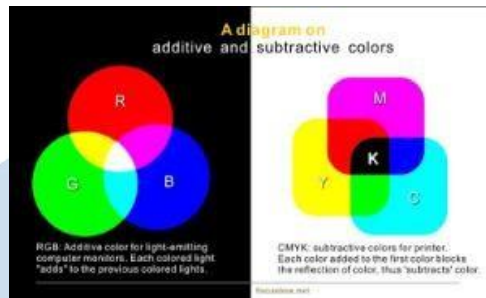 A diagram on
additive and subtractive colors
R
G
B
RGB: Additive color for light-emitting
computer monitors. Each colored light
"adds" to the previous colored lights.
M
Y
K
C
CMYK: subtractive colors for printer.
Each color added to the first color blocks
the reflection of color, thus 'subtracts' color.